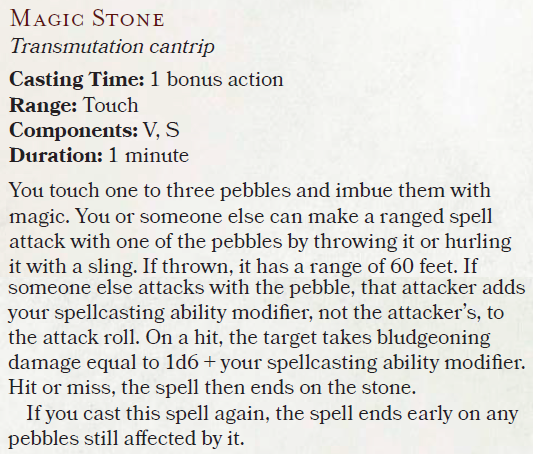 Magic Stone
Transmutation cantrip
Casting Time: 1 bonus action
Range: Touch
Components: V, S
Duration: 1 minute
You touch one to three pebbles and imbue them with
magic. You or someone else can make a ranged spell
attack with one of the pebbles by throwing it or hurling
it with a sling. If thrown, it has a range of 60 feet. If
someone else attacks with the pebble, that attacker adds
your spellcasting ability modifier, not the attacker's, to
the attack roll. On a hit, the target takes bludgeoning
damage equal to 1d6 + your spellcasting ability modifier.
Hit or miss, the spell then ends on the stone.
If you cast this spell again, the spell ends early on any
pebbles still affected by it.